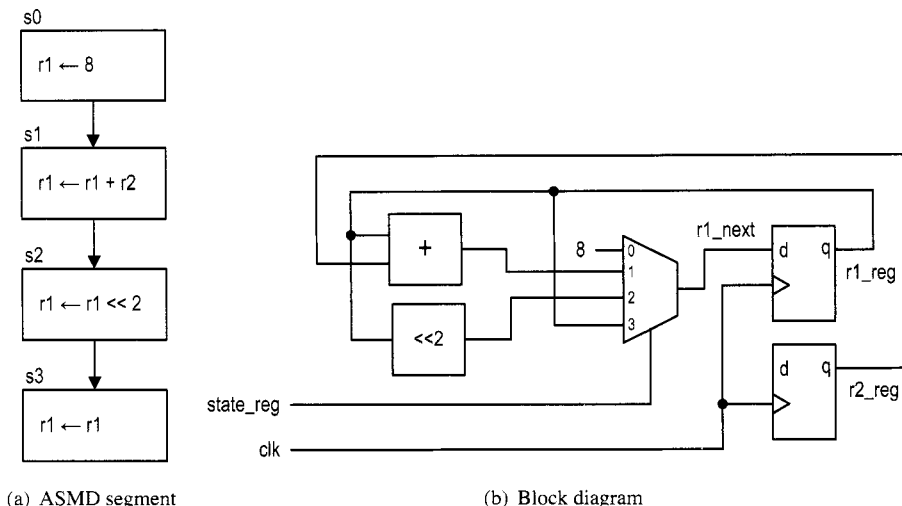 s0
r1 ← 8
s1
r1 ← r1 + r2
s2
r1 ← r1 << 2
s3
r1 ← r1
(a) ASMD segment
+
<<2
8
0
1
2
3
r1_next
d q
r1_reg
d q
r2_reg
state_reg
clk
(b) Block diagram